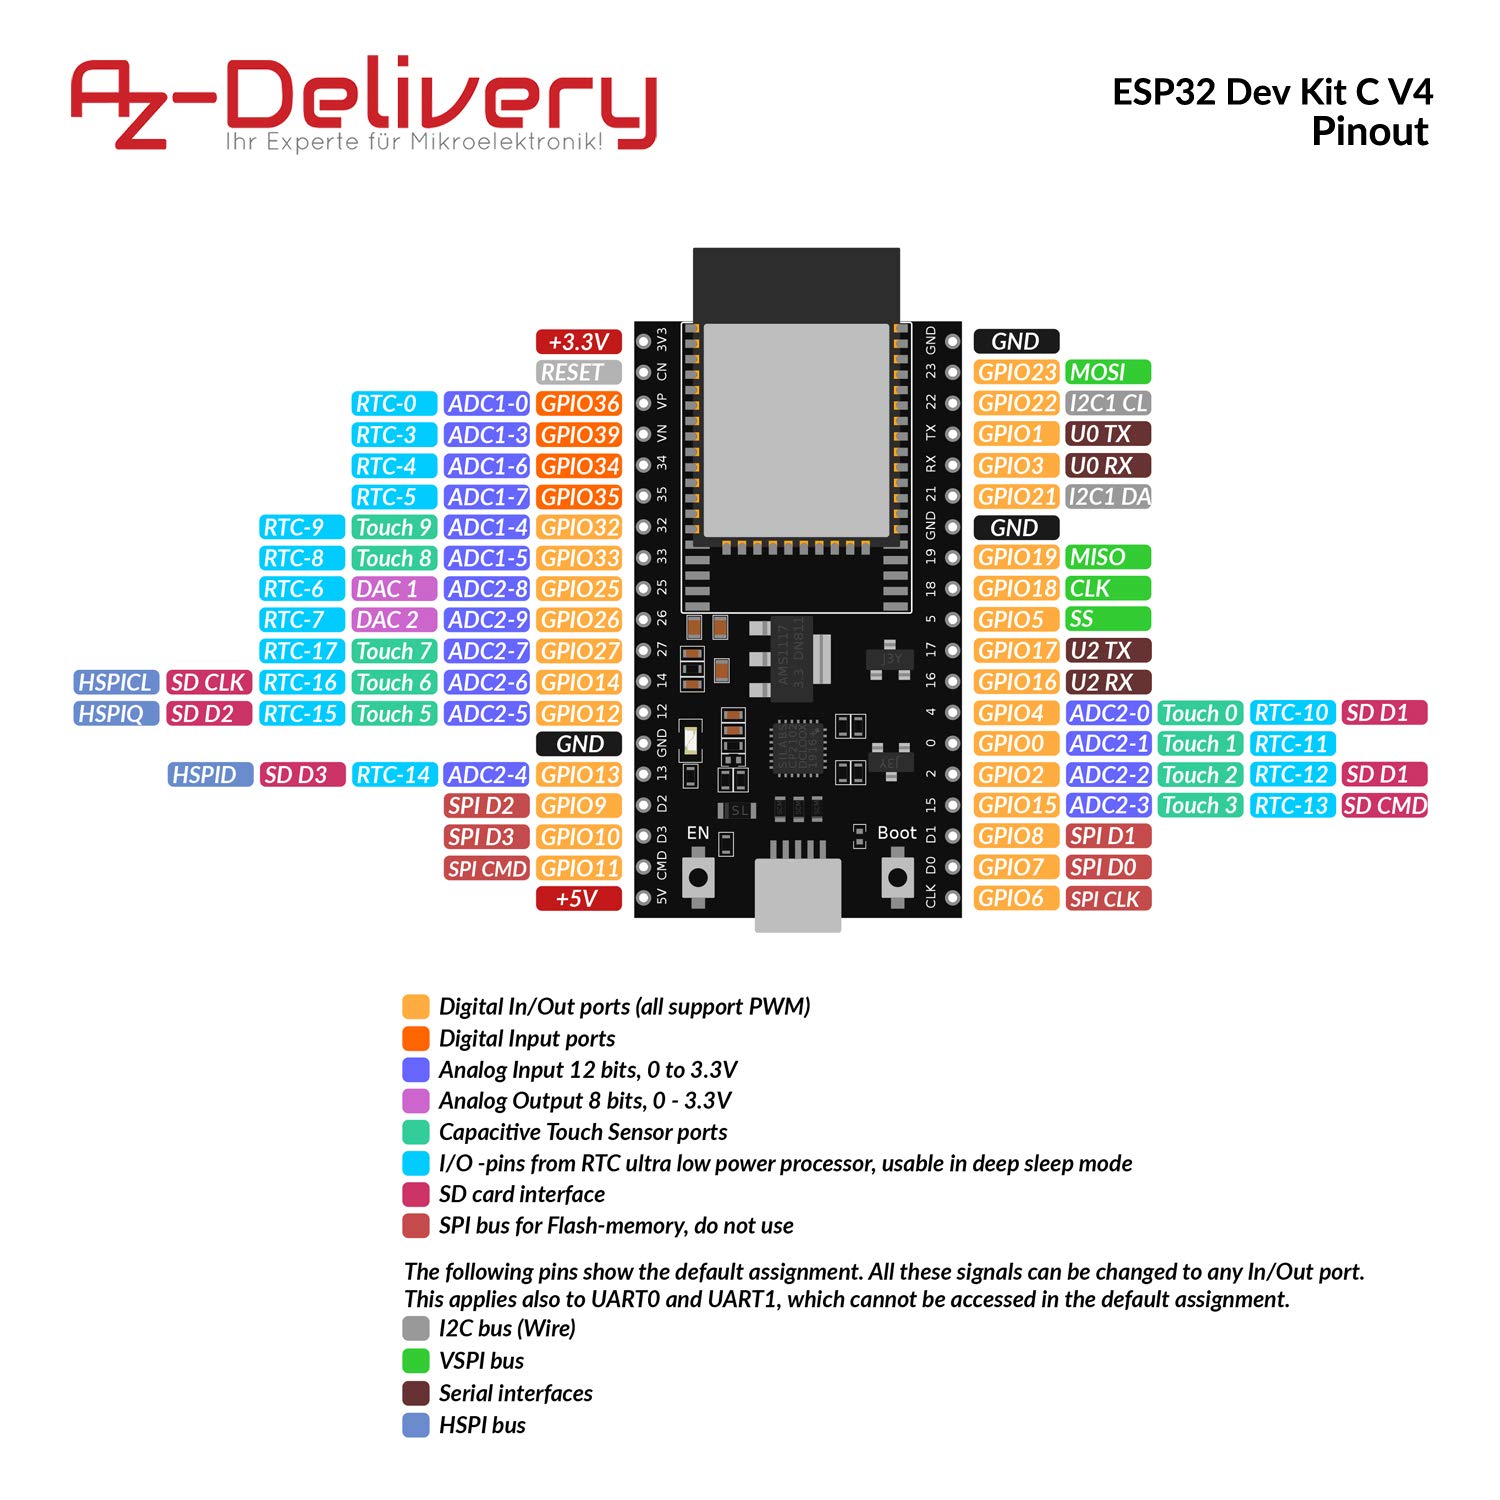 AZ-Delivery
Ihr Experte für Mikroelektronik!
ESP32 Dev Kit C V4
Pinout
+3.3V 3V3 GND GND
RESET CN 23 GPIO23 MOSI
RTC-0 ADC1-0 GPIO36 VP 22 GPIO22 I2C1 CL
RTC-3 ADC1-3 GPIO39 VN TX GPIO1 U0 TX
RTC-4 ADC1-6 GPIO34 34 RX GPIO3 U0 RX
RTC-5 ADC1-7 GPIO35 35 21 GPIO21 I2C1 DA
RTC-9 Touch 9 ADC1-4 GPIO32 32 GND GND
RTC-8 Touch 8 ADC1-5 GPIO33 33 19 GPIO19 MISO
RTC-6 DAC 1 ADC2-8 GPIO25 25 18 GPIO18 CLK
RTC-7 DAC 2 ADC2-9 GPIO26 26 5 GPIO5 SS
RTC-17 Touch 7 ADC2-7 GPIO27 27 17 GPIO17 U2 TX
HSPICL SD CLK RTC-16 Touch 6 ADC2-6 GPIO14 14 16 GPIO16 U2 RX
HSPIQ SD D2 RTC-15 Touch 5 ADC2-5 GPIO12 12 4 GPIO4 ADC2-0 Touch 0 RTC-10 SD D1
GND GND 0 GPIO0 ADC2-1 Touch 1 RTC-11
HSPID SD D3 RTC-14 ADC2-4 GPIO13 13 2 GPIO2 ADC2-2 Touch 2 RTC-12 SD D1
SPI D2 GPIO9 D2 15 GPIO15 ADC2-3 Touch 3 RTC-13 SD CMD
SPI D3 GPIO10 D3 D1 GPIO8 SPI D1
SPI CMD GPIO11 CMD D0 GPIO7 SPI D0
+5V 5V CLK GPIO6 SPI CLK
AMS1117
3.3 DN811
J3Y
SILABS
CP2102
J3Y
SL
EN
Boot
Digital In/Out ports (all support PWM)
Digital Input ports
Analog Input 12 bits, 0 to 3.3V
Analog Output 8 bits, 0 - 3.3V
Capacitive Touch Sensor ports
I/O -pins from RTC ultra low power processor, usable in deep sleep mode
SD card interface
SPI bus for Flash-memory, do not use
The following pins show the default assignment. All these signals can be changed to any In/Out port.
This applies also to UART0 and UART1, which cannot be accessed in the default assignment.
I2C bus (Wire)
VSPI bus
Serial interfaces
HSPI bus